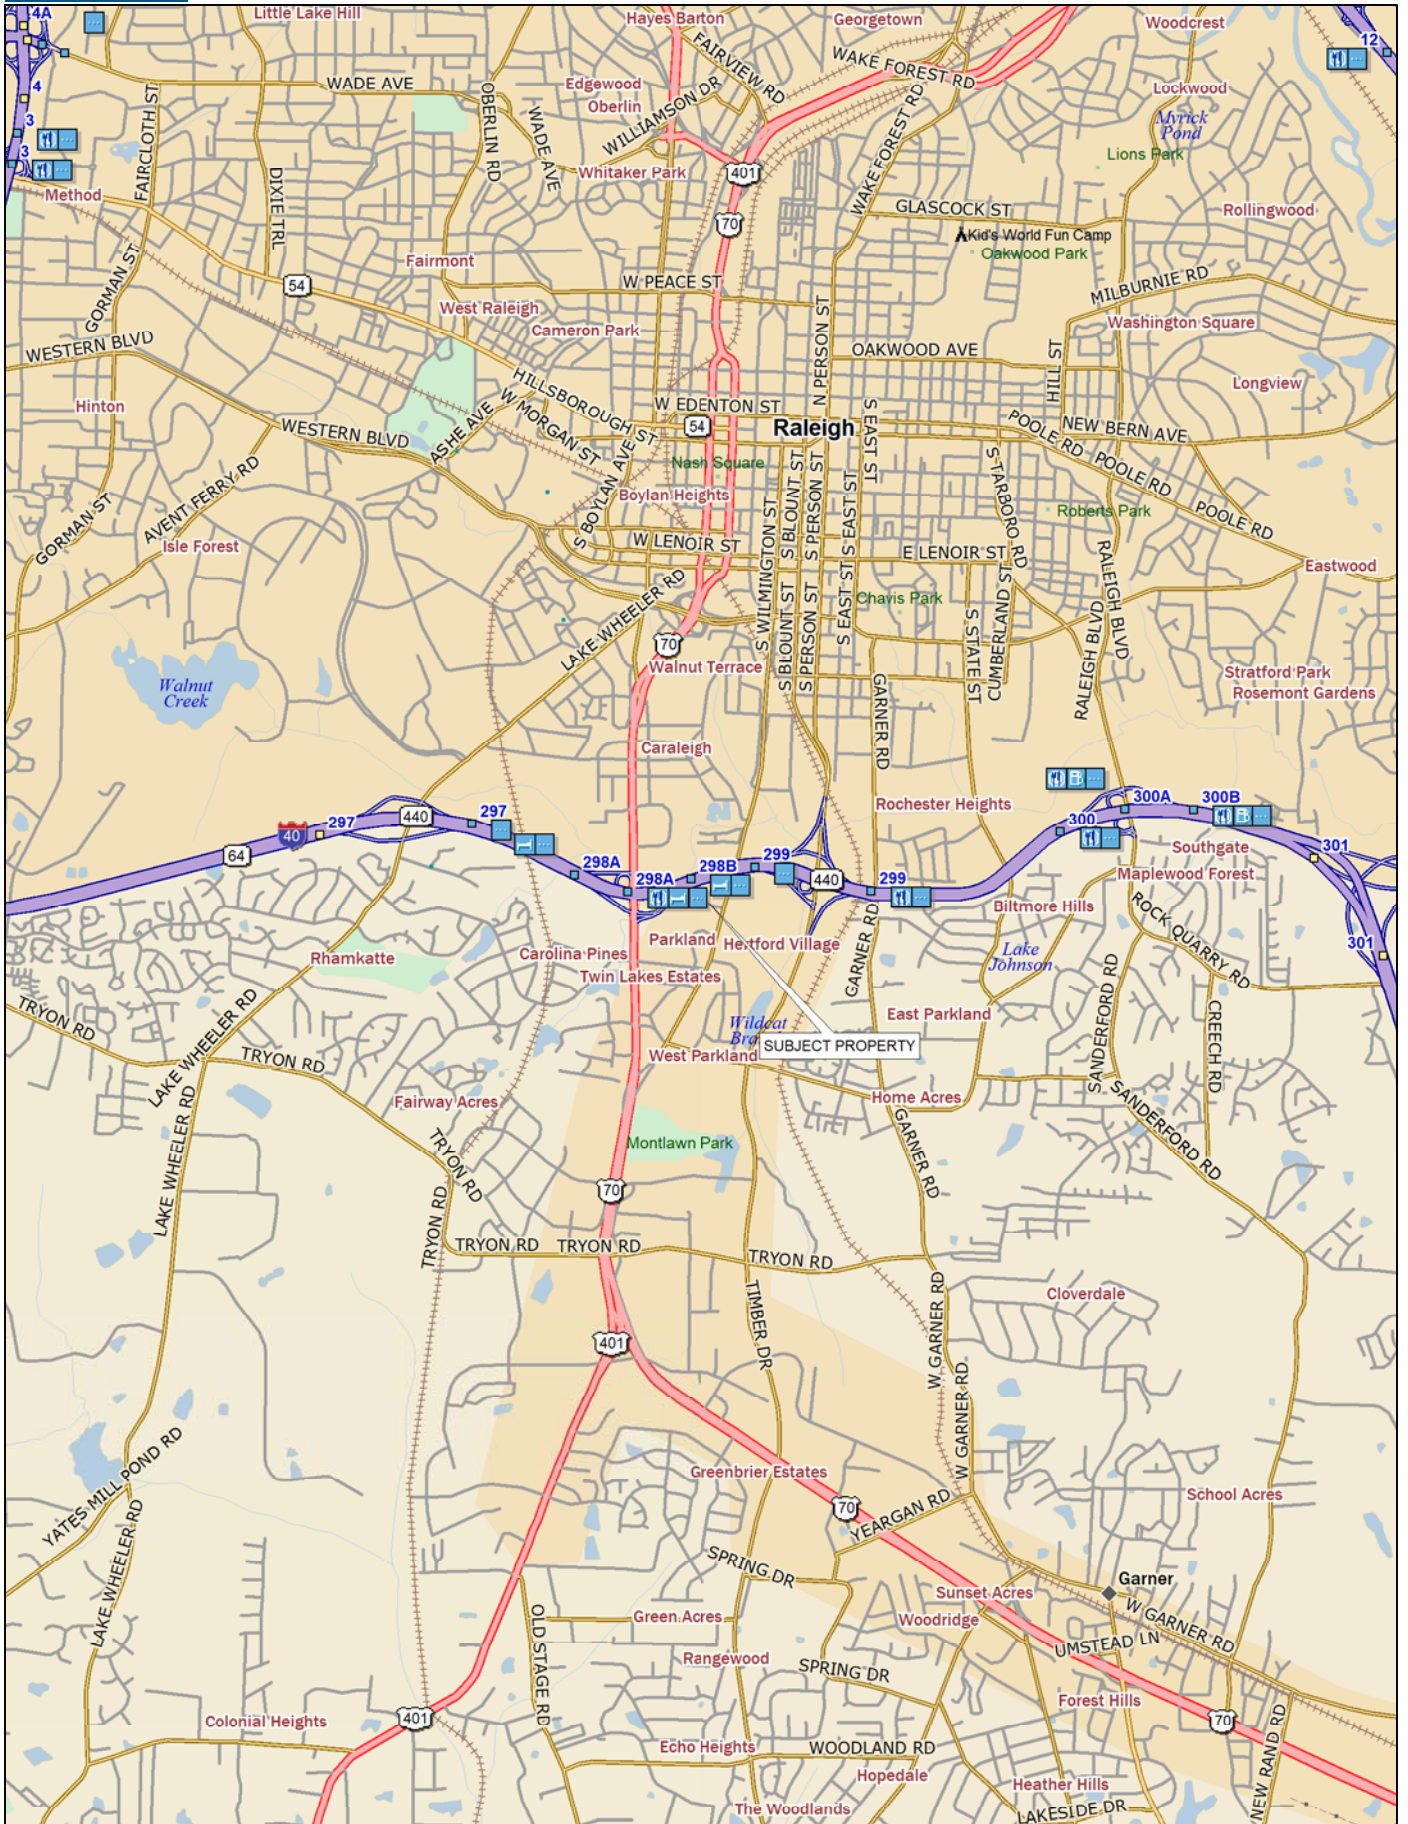 4A
Little Lake Hill
Hayes Barton
Georgetown
Woodcrest
12
FAIRVIEW RD
WAKE FOREST RD
4
WADE AVE
Edgewood
Oberlin
WILLIAMSON DR
Lockwood
FAIRCLOTH ST
OBERLIN RD
WADE AVE
WAKE FOREST RD
Myrick
Pond
3
3
Lions Park
Method
DIXIE TRL
Whitaker Park
401
GLASCOCK ST
Rollingwood
70
Kid's World Fun Camp
Oakwood Park
GORMAN ST
Fairmont
54
W PEACE ST
MILBURNIE RD
West Raleigh
Cameron Park
N PERSON ST
Washington Square
WESTERN BLVD
OAKWOOD AVE
HILL ST
Longview
Hinton
HILLSBOROUGH ST
W EDENTON ST
54
Raleigh
S EAST ST
NEW BERN AVE
WESTERN BLVD
ASHE AVE
W MORGAN ST
POOLE RD
POOLE RD
POOLE RD
Nash Square
S BOYLAN AVE
Boylan Heights
AVENT FERRY RD
GORMAN ST
Isle Forest
S WILMINGTON ST
S BLOUNT ST
S PERSON ST
S EAST ST
S TARBORO RD
Roberts Park
W LENOIR ST
E LENOIR ST
Eastwood
LAKE WHEELER RD
S BLOUNT ST
S PERSON ST
S EAST ST
Chavis Park
S STATE ST
CUMBERLAND ST
RALEIGH BLVD
RALEIGH BLVD
70
Walnut Terrace
Walnut
Creek
Stratford Park
Rosemont Gardens
GARNER RD
Caraleigh
Rochester Heights
300A
300B
297
440
297
40
64
298A
298A
298B
299
440
299
300
301
Southgate
Maplewood Forest
Biltmore Hills
ROCK QUARRY RD
Rhamkatte
Carolina Pines
Parkland
Hertford Village
GARNER RD
Lake
Johnson
301
Twin Lakes Estates
TRYON RD
LAKE WHEELER RD
Wildcat
Bra
SUBJECT PROPERTY
East Parkland
SANDERFORD RD
CREECH RD
TRYON RD
West Parkland
LAKE WHEELER RD
Fairway Acres
Home Acres
SANDERFORD RD
TRYON RD
Montlawn Park
GARNER RD
70
TRYON RD
TRYON RD
TRYON RD
TRYON RD
TIMBER DR
W GARNER RD
Cloverdale
401
W GARNER RD
YATES MILL POND RD
Greenbrier Estates
70
YEARGAN RD
School Acres
LAKE WHEELER RD
SPRING DR
Garner
Sunset Acres
Woodridge
W GARNER RD
OLD STAGE RD
Green Acres
UMSTEAD LN
Rangewood
SPRING DR
Forest Hills
Colonial Heights
401
70
Echo Heights
WOODLAND RD
NEW RAND RD
Hopedale
Heather Hills
The Woodlands
LAKESIDE DR